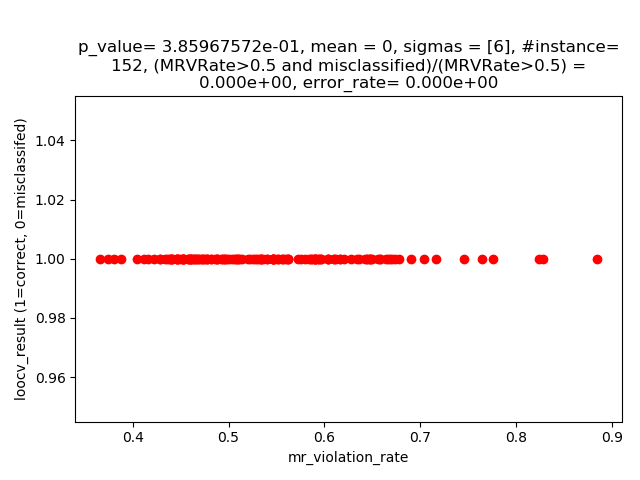 p_value= 3.85967572e-01, mean = 0, sigmas = [6], #instance=
152, (MRVRate>0.5 and misclassified)/(MRVRate>0.5) =
0.000e+00, error_rate= 0.000e+00
1.04
1.02
1.00
0.98
0.96
loocv_result (1=correct, 0=misclassifed)
0.4 0.5 0.6 0.7 0.8 0.9
mr_violation_rate